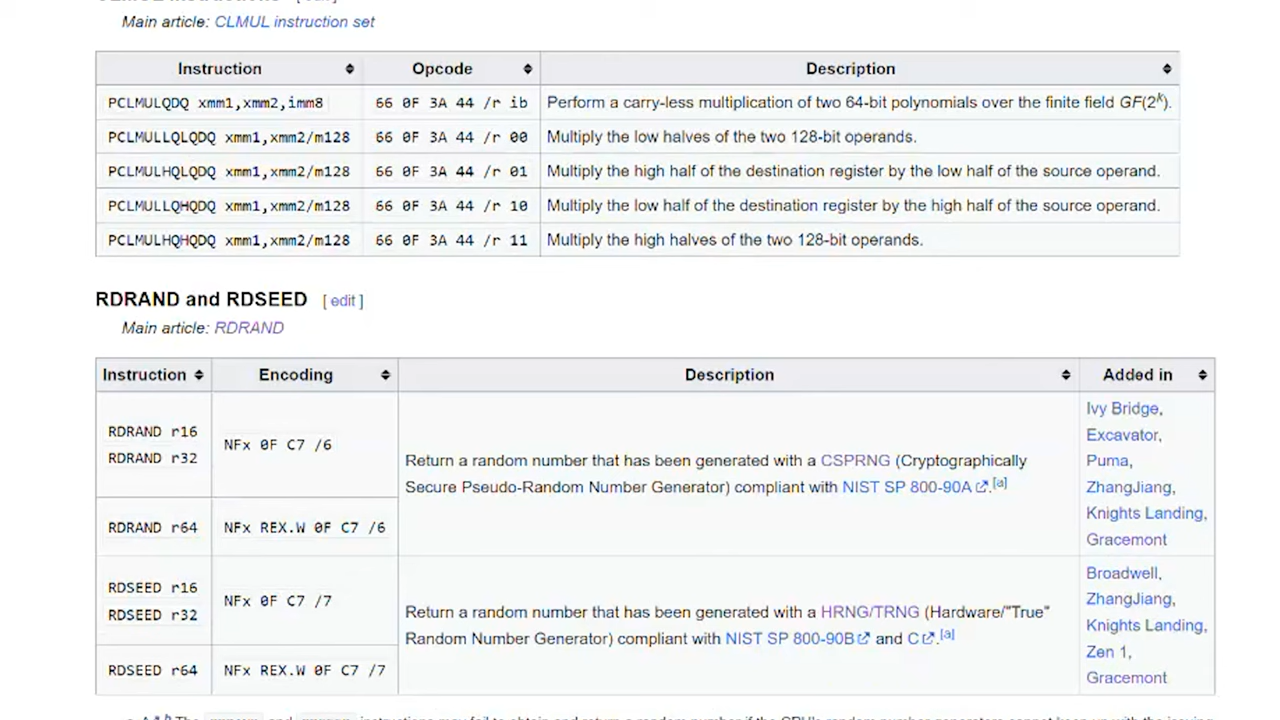 Main article: CLMUL instruction set
Instruction Opcode Description
PCLMULQDQ xmm1,xmm2,imm8 66 0F 3A 44 /r ib Perform a carry-less multiplication of two 64-bit polynomials over the finite field GF(2^k).
PCLMULLQLQDQ xmm1,xmm2/m128 66 0F 3A 44 /r 00 Multiply the low halves of the two 128-bit operands.
PCLMULHQLQDQ xmm1,xmm2/m128 66 0F 3A 44 /r 01 Multiply the high half of the destination register by the low half of the source operand.
PCLMULLQHQDQ xmm1,xmm2/m128 66 0F 3A 44 /r 10 Multiply the low half of the destination register by the high half of the source operand.
PCLMULHQHQDQ xmm1,xmm2/m128 66 0F 3A 44 /r 11 Multiply the high halves of the two 128-bit operands.
RDRAND and RDSEED [ edit ]
Main article: RDRAND
Instruction Encoding Description Added in
RDRAND r16
RDRAND r32
NFx 0F C7 /6
RDRAND r64
NFx REX.W 0F C7 /6
Return a random number that has been generated with a CSPRNG (Cryptographically
Secure Pseudo-Random Number Generator) compliant with NIST SP 800-90A.[a]
Ivy Bridge,
Excavator,
Puma,
ZhangJiang,
Knights Landing,
Gracemont
RDSEED r16
RDSEED r32
NFx 0F C7 /7
RDSEED r64
NFx REX.W 0F C7 /7
Return a random number that has been generated with a HRNG/TRNG (Hardware/"True"
Random Number Generator) compliant with NIST SP 800-90B and C.[a]
Broadwell,
ZhangJiang,
Knights Landing,
Zen 1,
Gracemont